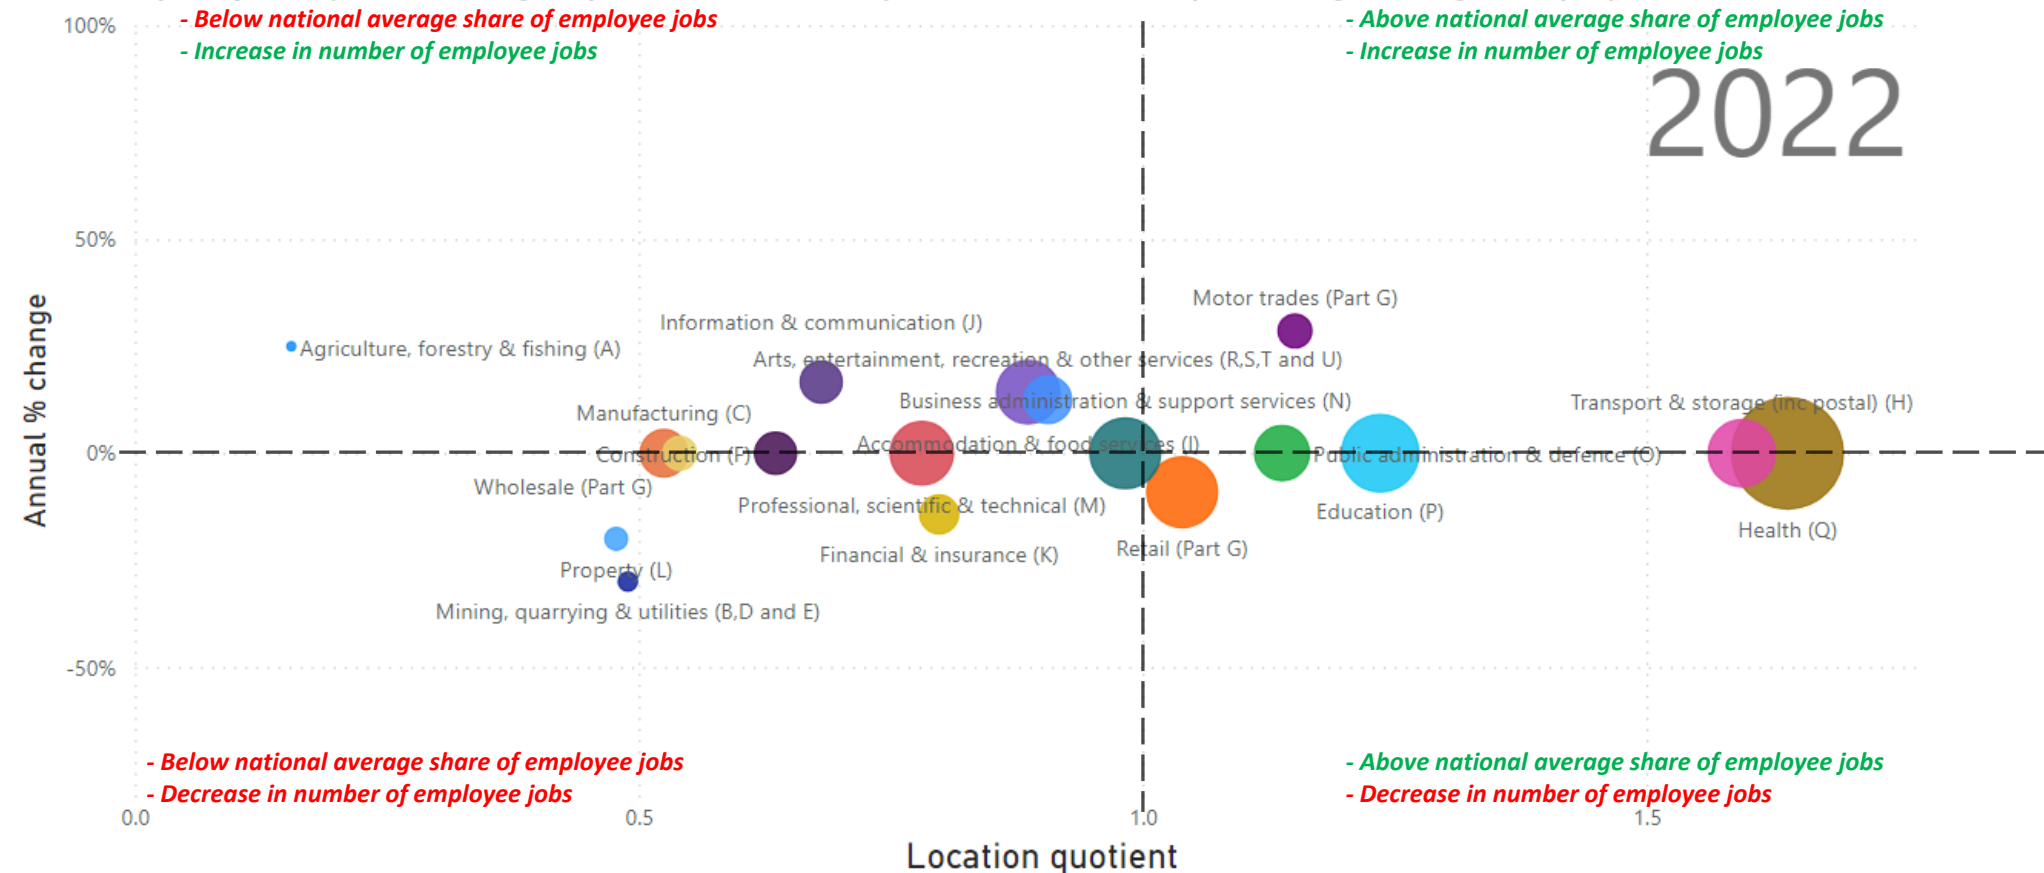 - Below national average share of employee jobs
- Increase in number of employee jobs
- Above national average share of employee jobs
- Increase in number of employee jobs
2022
100%
50%
0%
-50%
Annual % change
Motor trades (Part G)
Information & communication (J)
Agriculture, forestry & fishing (A)
Arts, entertainment, recreation & other services (R,S,T and U)
Business administration & support services (N)
Transport & storage (inc postal) (H)
Manufacturing (C)
Accommodation & food services (I)
Construction (F)
Public administration & defence (O)
Wholesale (Part G)
Professional, scientific & technical (M)
Education (P)
Health (Q)
Retail (Part G)
Financial & insurance (K)
Property (L)
Mining, quarrying & utilities (B,D and E)
- Below national average share of employee jobs
- Decrease in number of employee jobs
- Above national average share of employee jobs
- Decrease in number of employee jobs
0.0
0.5
1.0
1.5
Location quotient